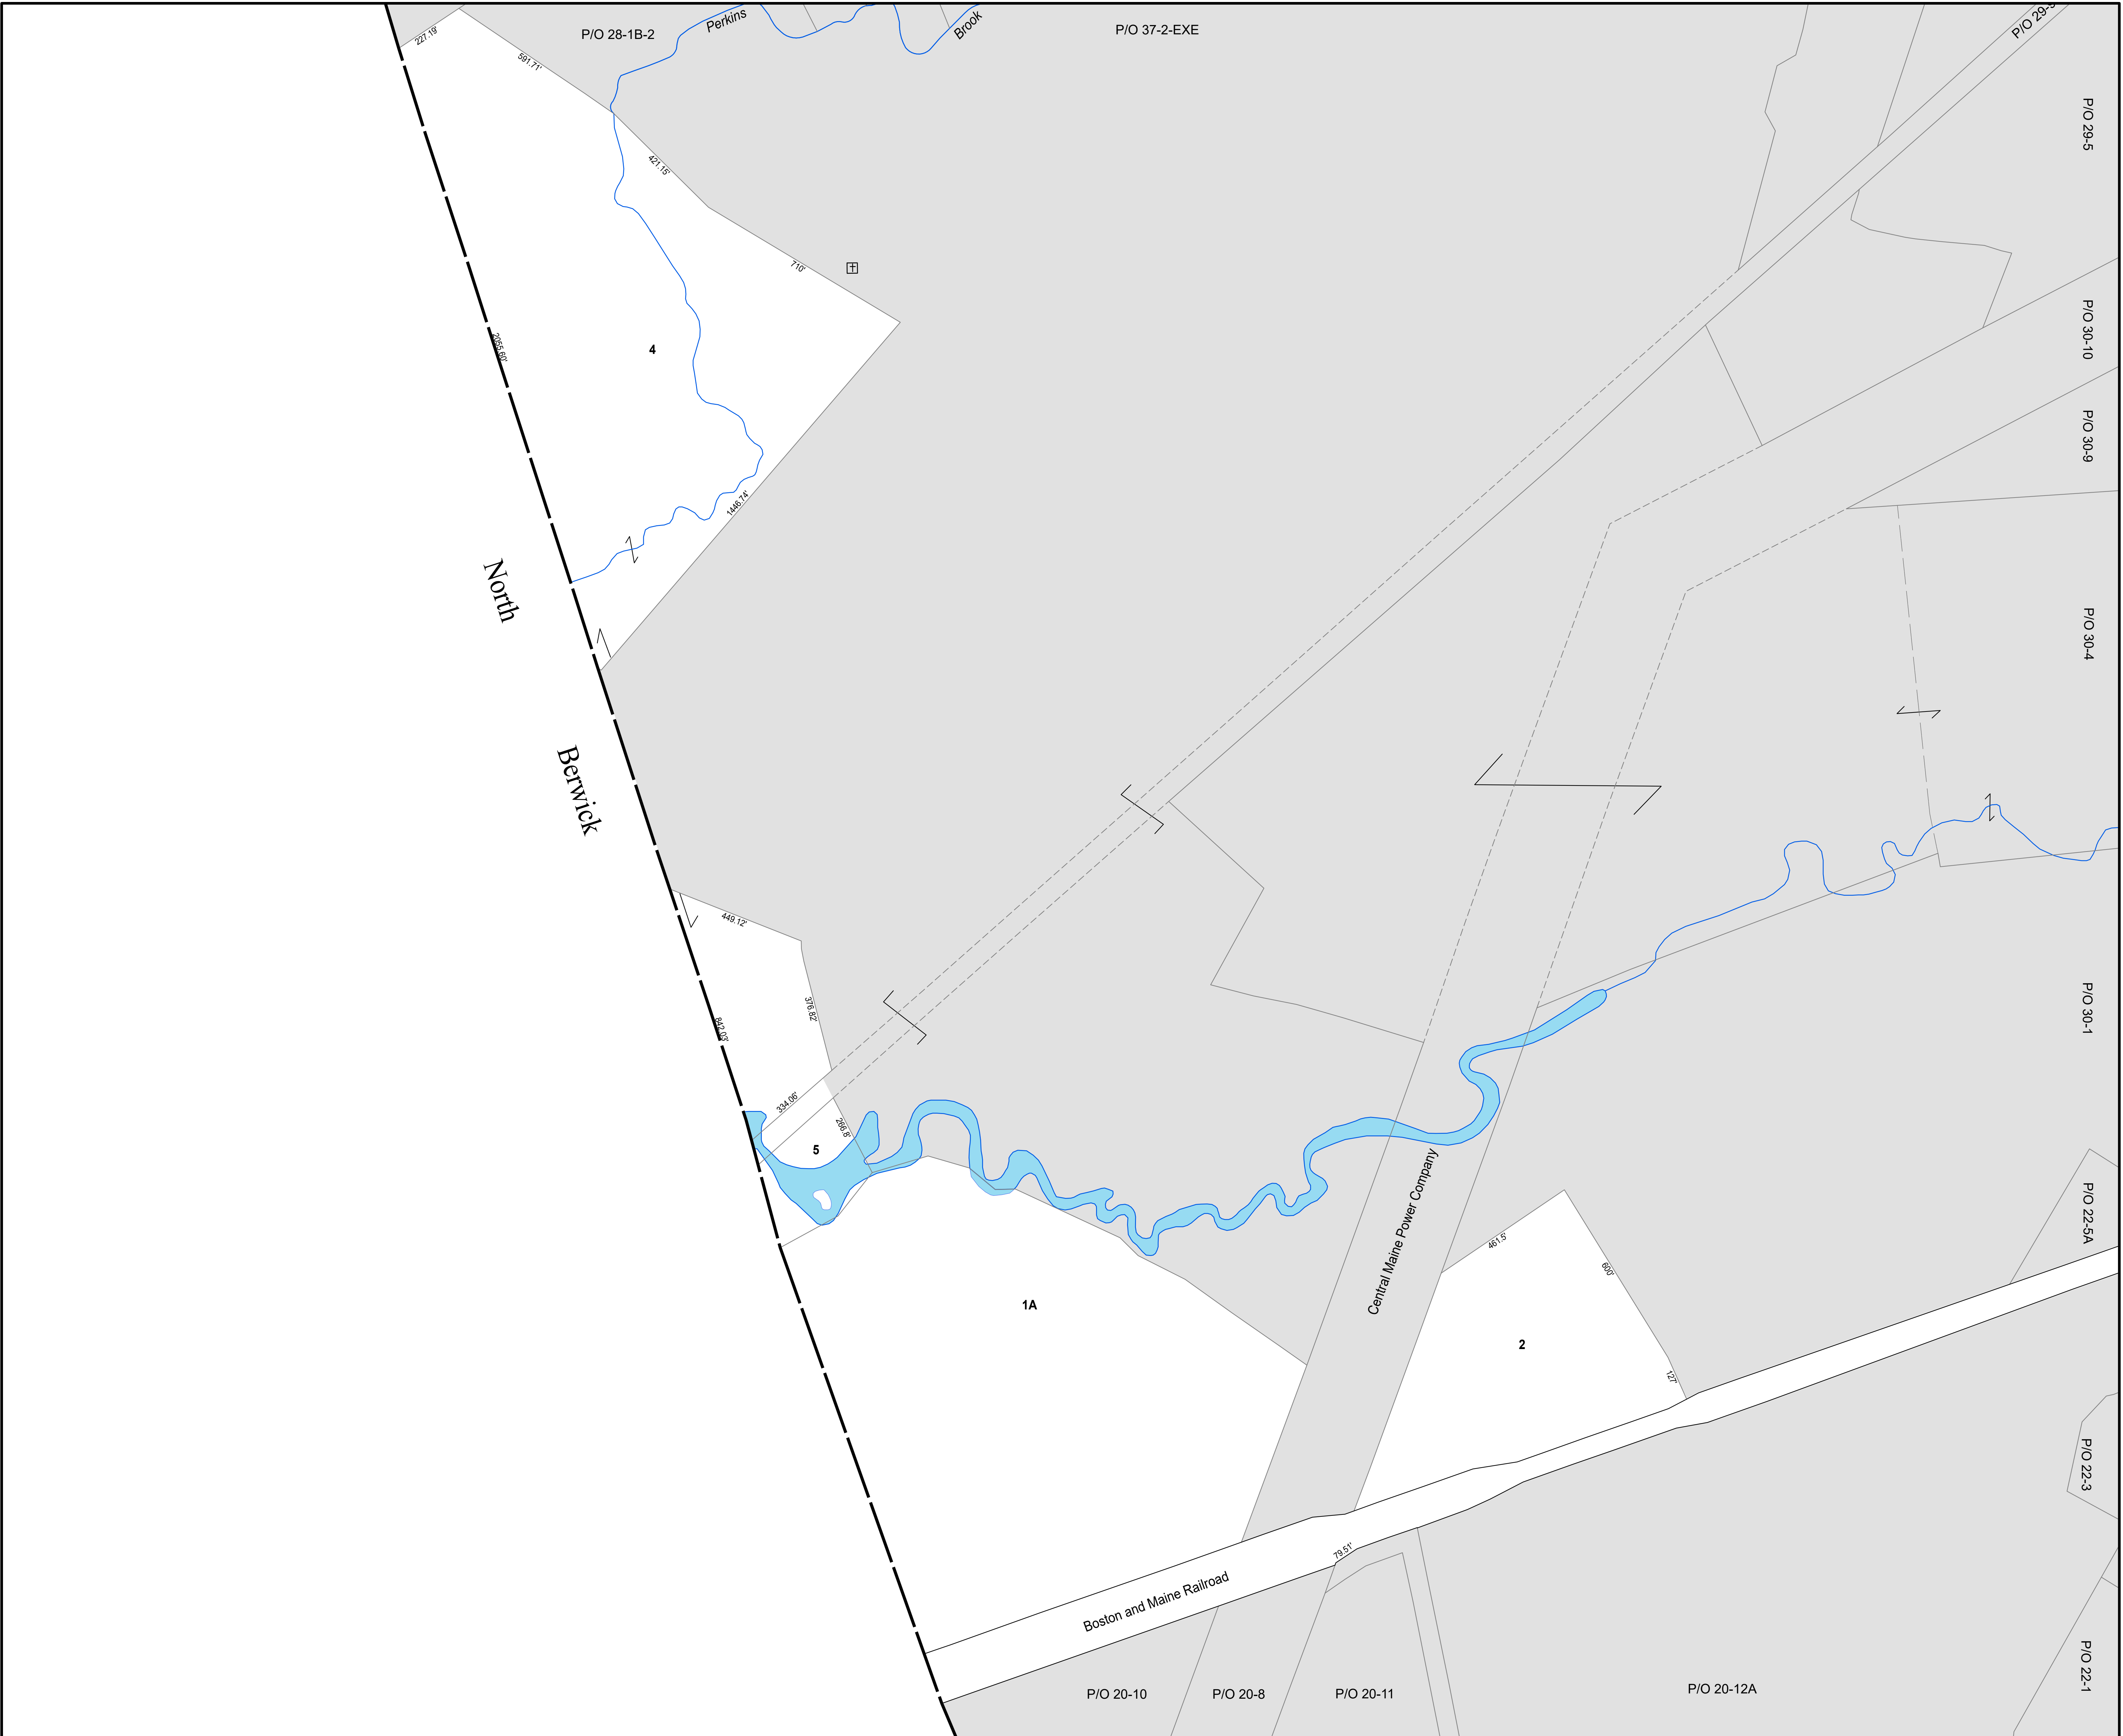 227.19'
591.71'
P/O 28-1B-2
Perkins
Brook
P/O 37-2-EXE
P/O 29-5
421.15'
710'
4
2055.60'
1446.74'
P/O 30-10
P/O 30-9
P/O 30-4
North
Berwick
449.12'
376.82'
842.03'
334.06'
266.8'
5
P/O 30-1
Central Maine Power Company
1A
461.5'
600'
2
127'
P/O 22-5A
P/O 22-3
79.51'
Boston and Maine Railroad
P/O 20-10
P/O 20-8
P/O 20-11
P/O 20-12A
P/O 22-1